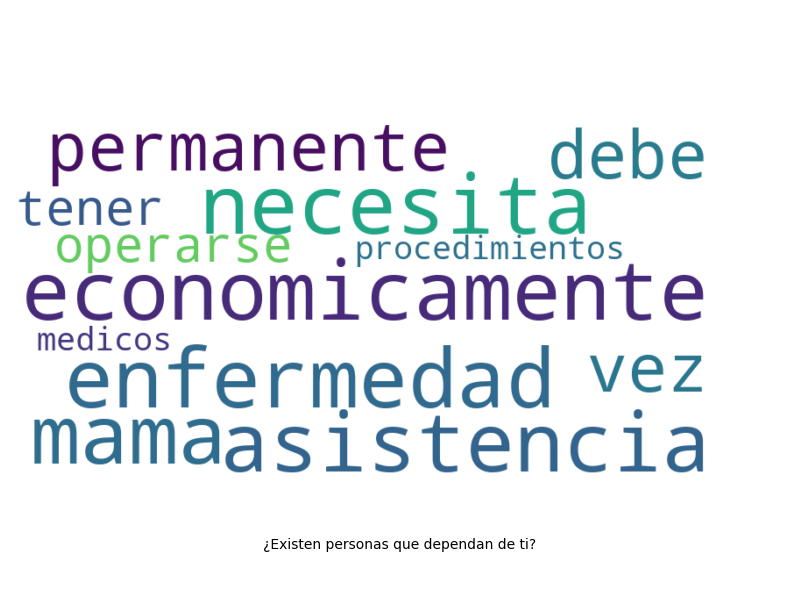 permanente debe
tener necesita
operarse procedimientos
economicamente
medicos
enfermedad vez
mama asistencia
¿Existen personas que dependan de ti?